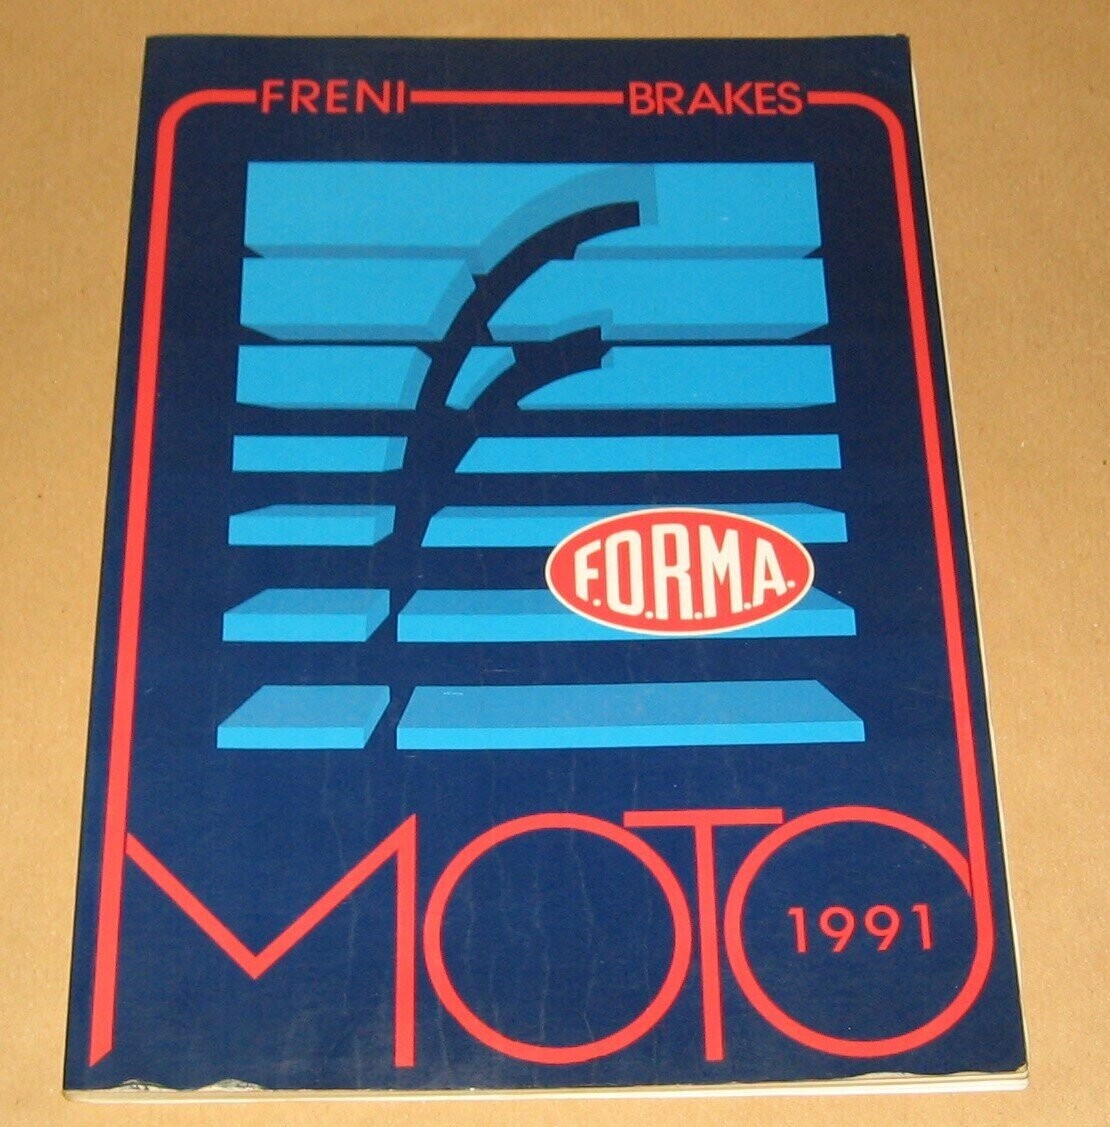 FRENI BRAKES
F.O.R.M.A.
MOTO
1991